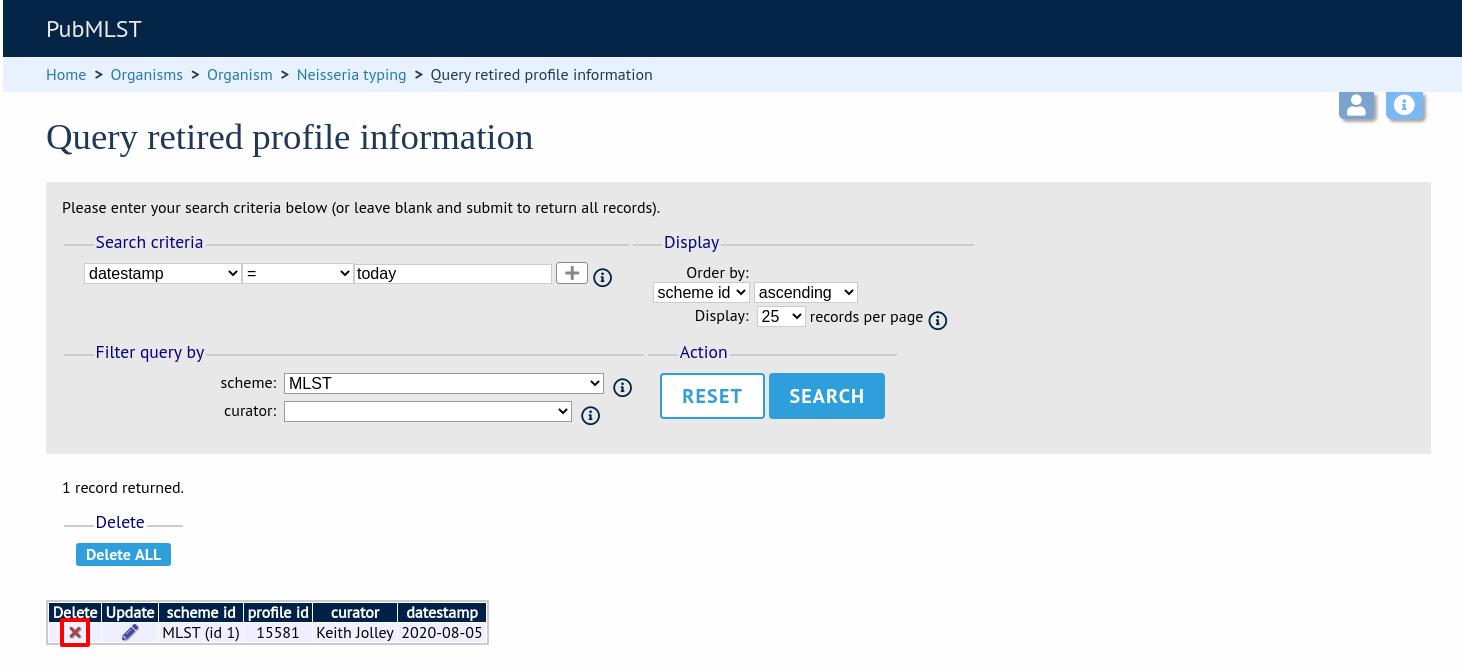 PubMLST
Home > Organisms > Organism > Neisseria typing > Query retired profile information
Query retired profile information
Please enter your search criteria below (or leave blank and submit to return all records).
Search criteria
datestamp = today +
Display
Order by:
scheme id ascending
Display: 25 records per page
Filter query by
scheme: MLST
curator:
Action
RESET SEARCH
1 record returned.
Delete
Delete ALL
Delete Update scheme id profile id curator datestamp
MLST (id 1) 15581 Keith Jolley 2020-08-05